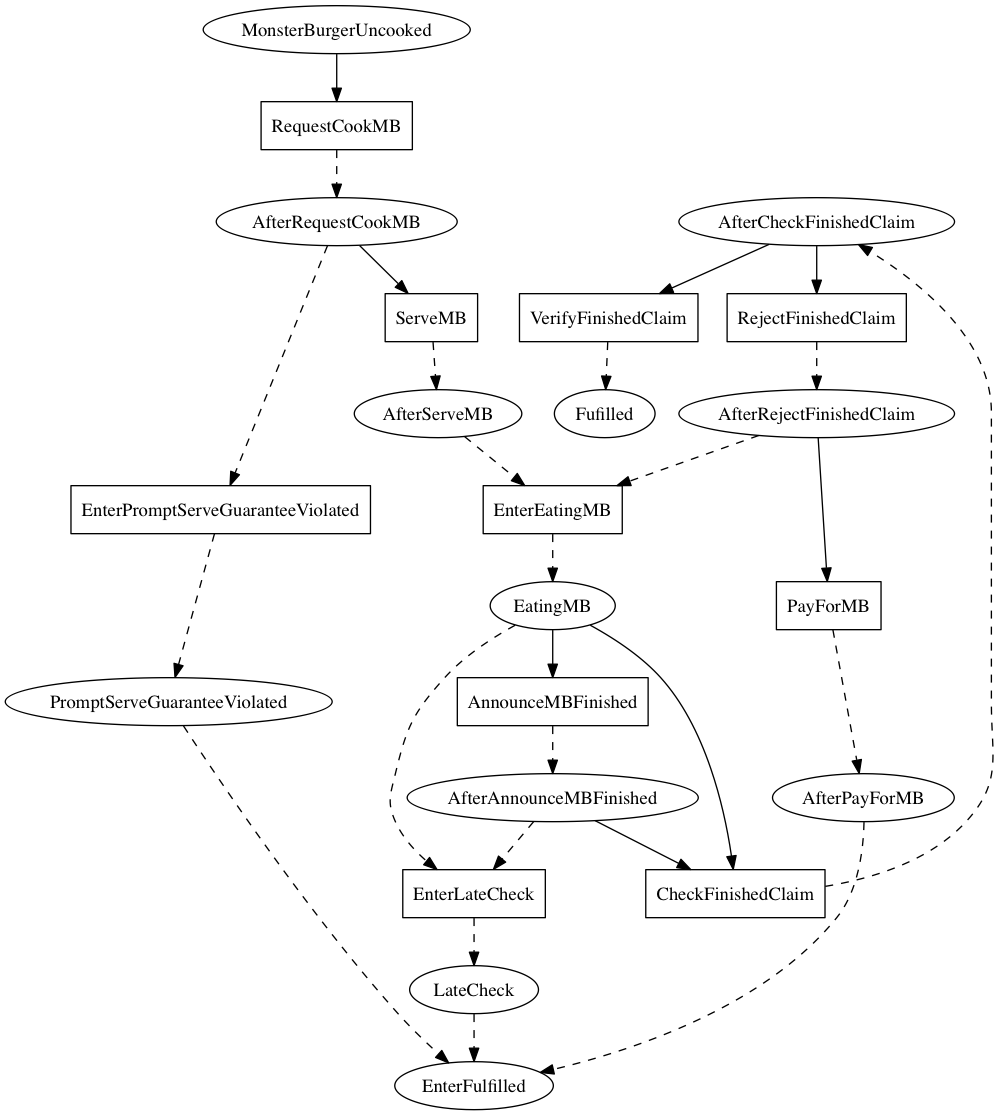 MonsterBurgerUncooked
RequestCookMB
AfterRequestCookMB
AfterCheckFinishedClaim
ServeMB
VerifyFinishedClaim
RejectFinishedClaim
AfterServeMB
Fufilled
AfterRejectFinishedClaim
EnterPromptServeGuaranteeViolated
EnterEatingMB
EatingMB
PayForMB
PromptServeGuaranteeViolated
AnnounceMBFinished
AfterAnnounceMBFinished
AfterPayForMB
EnterLateCheck
CheckFinishedClaim
LateCheck
EnterFulfilled